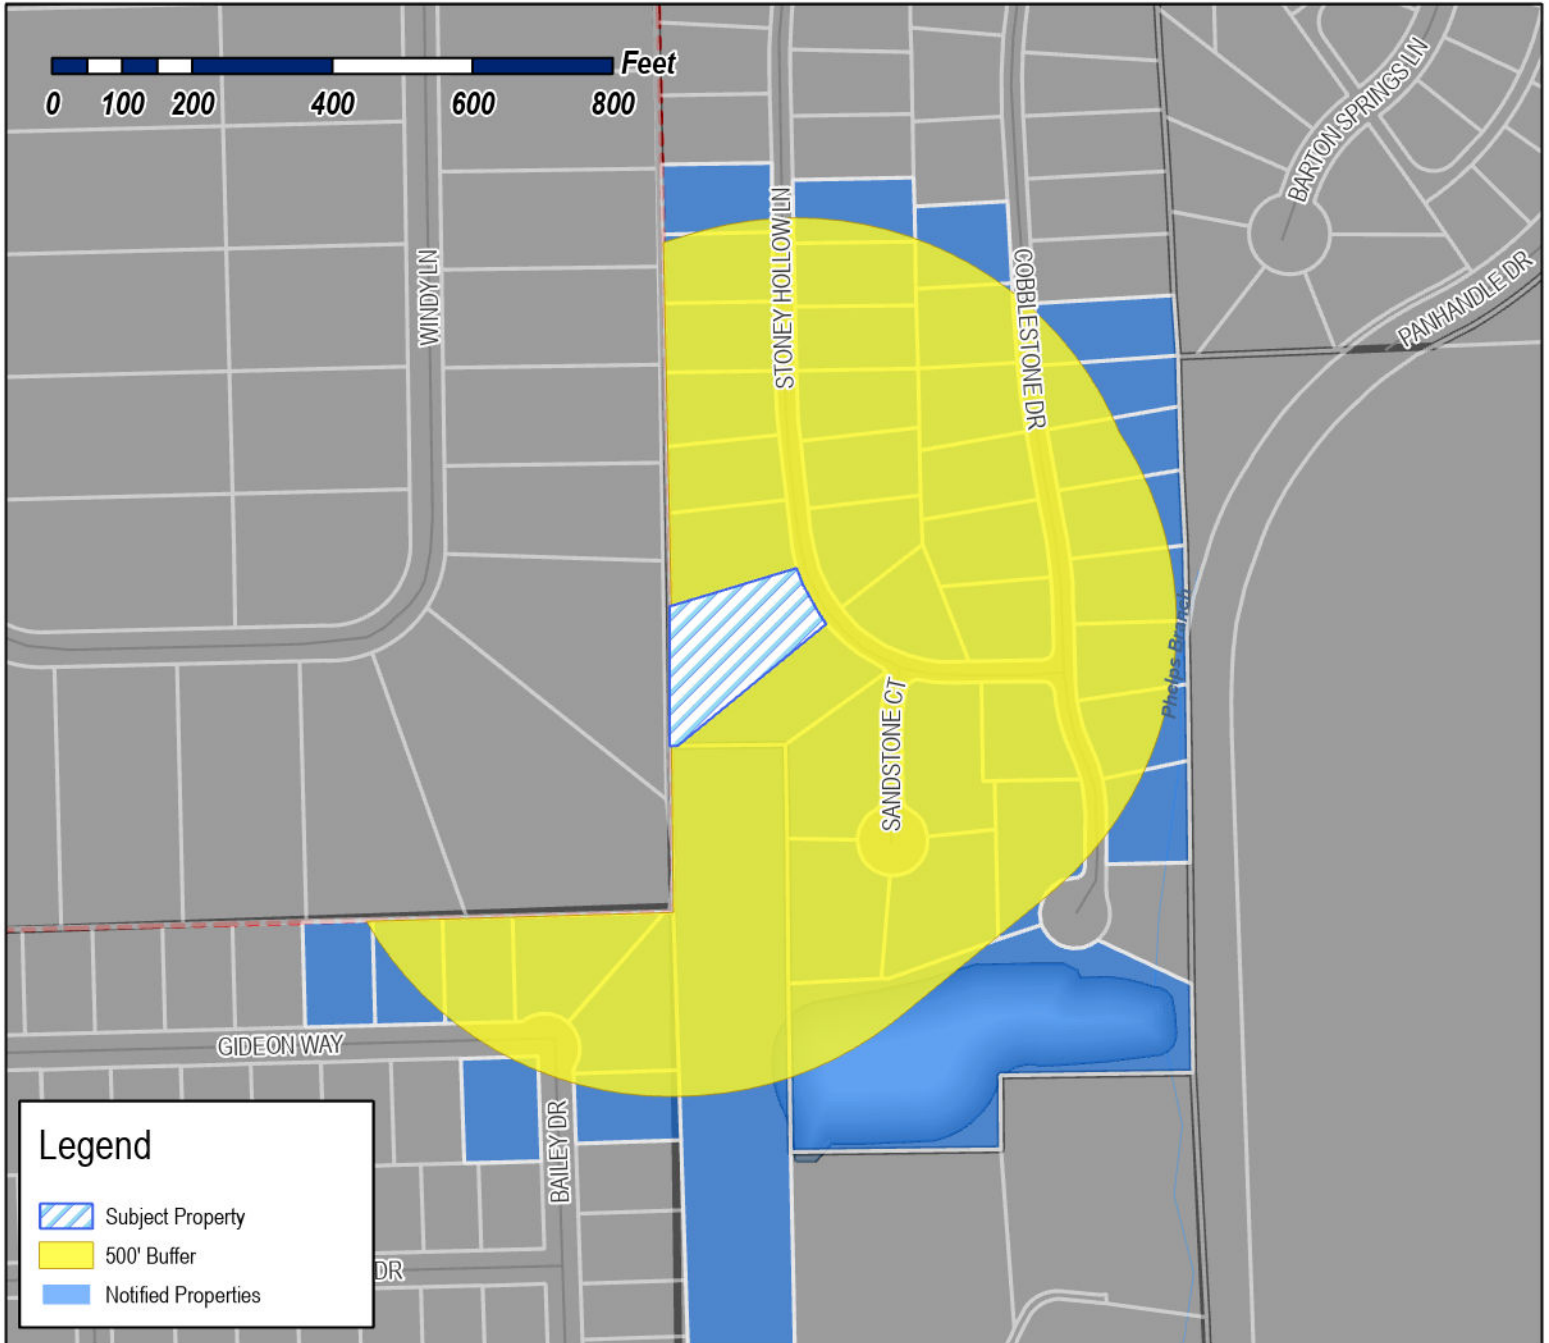 Feet
0 100 200 400 600 800
BARTON SPRINGS LN
PANHANDLE DR
WINDY LN
STONEY HOLLOW LN
COBBLESTONE DR
Phelps Branch
SANDSTONE CT
GIDEON WAY
BAILEY DR
DR
Legend
Subject Property
500' Buffer
Notified Properties